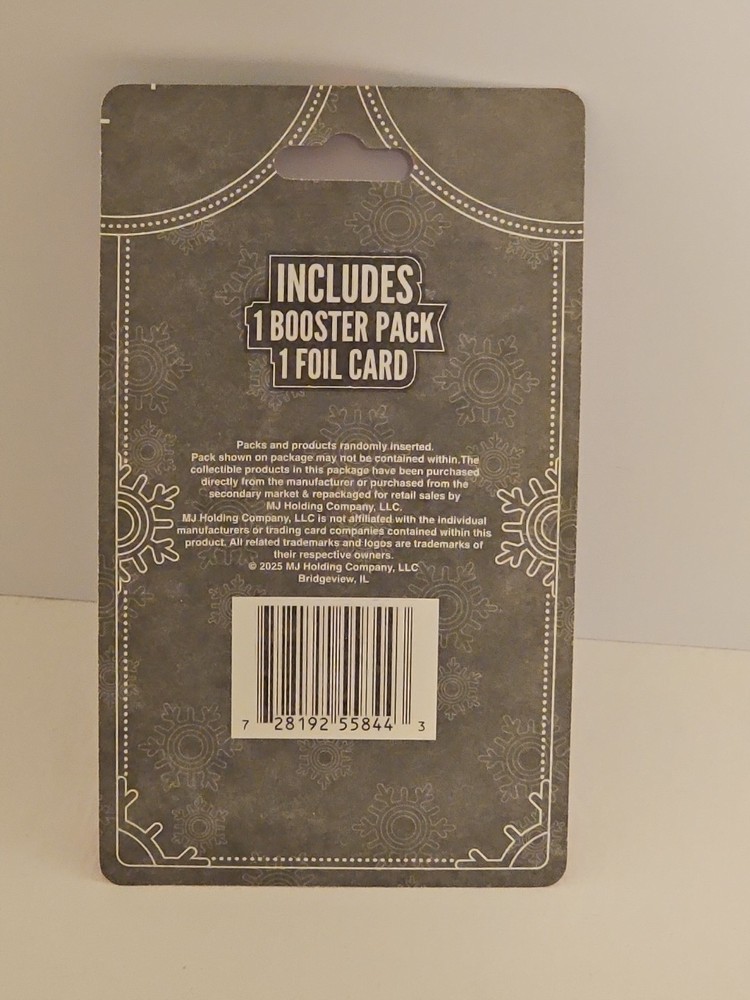 INCLUDES
1 BOOSTER PACK
1 FOIL CARD
Packs and products randomly inserted.
Pack shown on package may not be contained within.The
collectible products in this package have been purchased
directly from the manufacturer or purchased from the
secondary market & repackaged for retail sales by
MJ Holding Company, LLC.
MJ Holding Company, LLC is not affiliated with the individual
manufacturers or trading card companies contained within this
product. All related trademarks and logos are trademarks of
their respective owners.
© 2025 MJ Holding Company, LLC
Bridgeview, IL
7 28192 55844 3